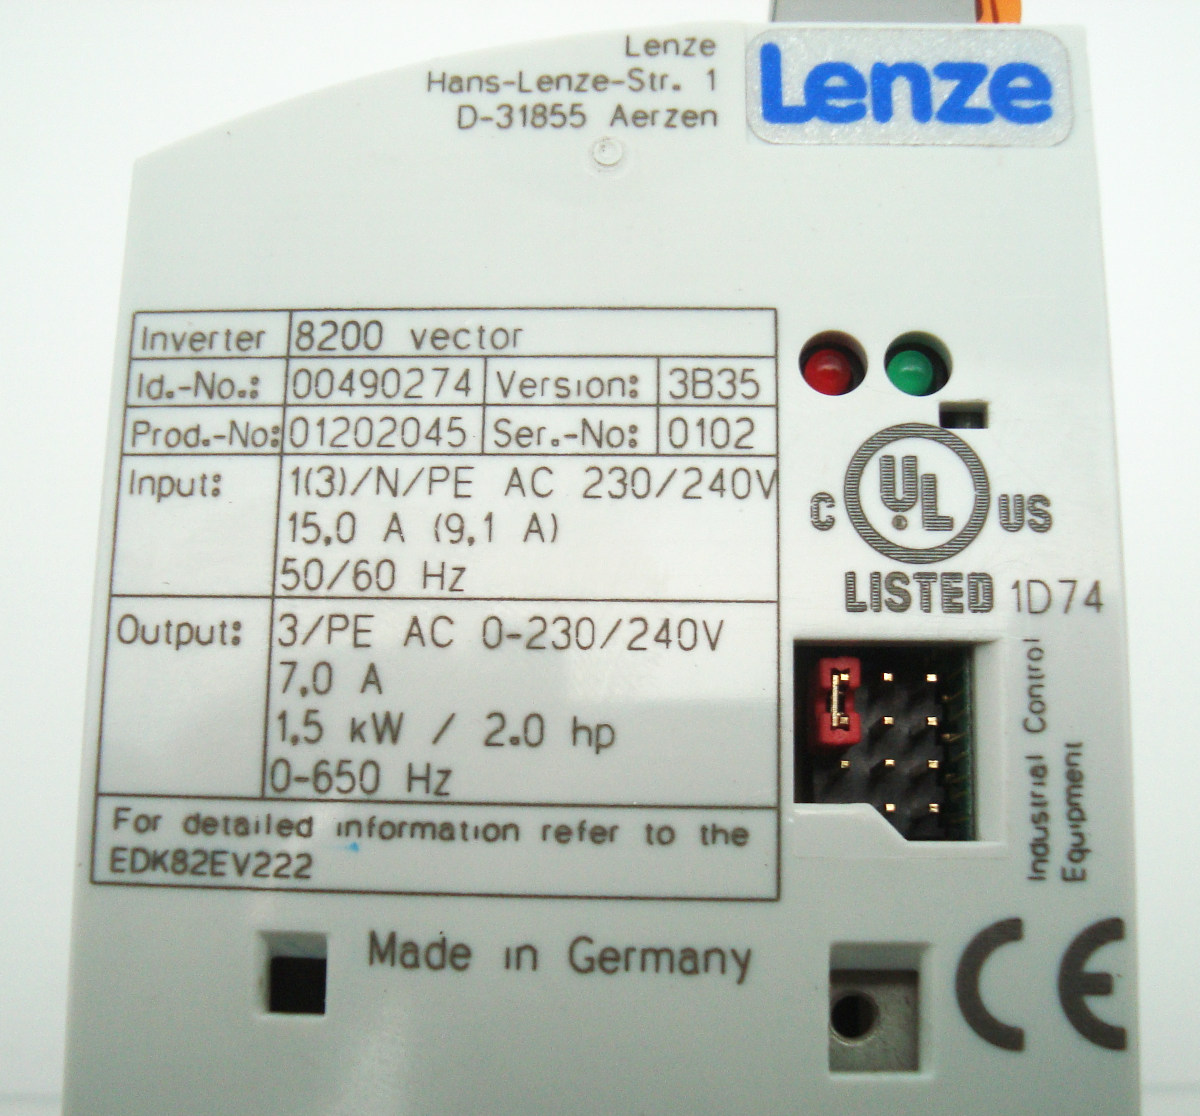 Lenze
Hans-Lenze-Str. 1
D-31855 Aerzen
Lenze
Inverter 8200 vector
Id.-No.: 00490274 Version: 3B35
Prod.-No: 01202045 Ser.-No: 0102
Input: 1(3)/N/PE AC 230/240V
15,0 A (9,1 A)
50/60 Hz
Output: 3/PE AC 0-230/240V
7,0 A
1,5 kW / 2.0 hp
0-650 Hz
For detailed information refer to the
EDK82EV222
C UL US
LISTED 1D74
Industrial Control
Equipment
Made in Germany
CE